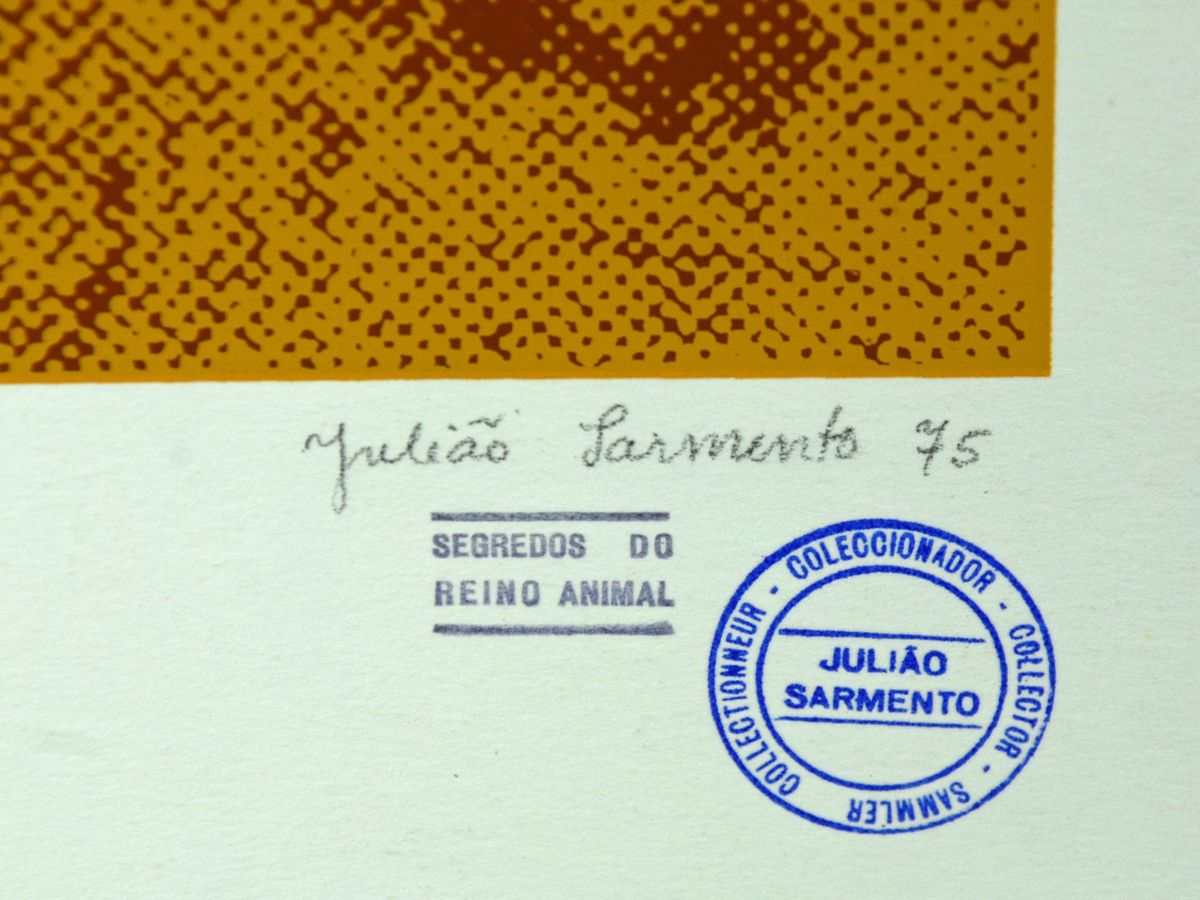 Julião Sarmento 75
SEGREDOS DO
REINO ANIMAL
COLECCIONADOR - COLLECTOR - SAMMLER COLLECTIONNEUR -
JULIÃO
SARMENTO